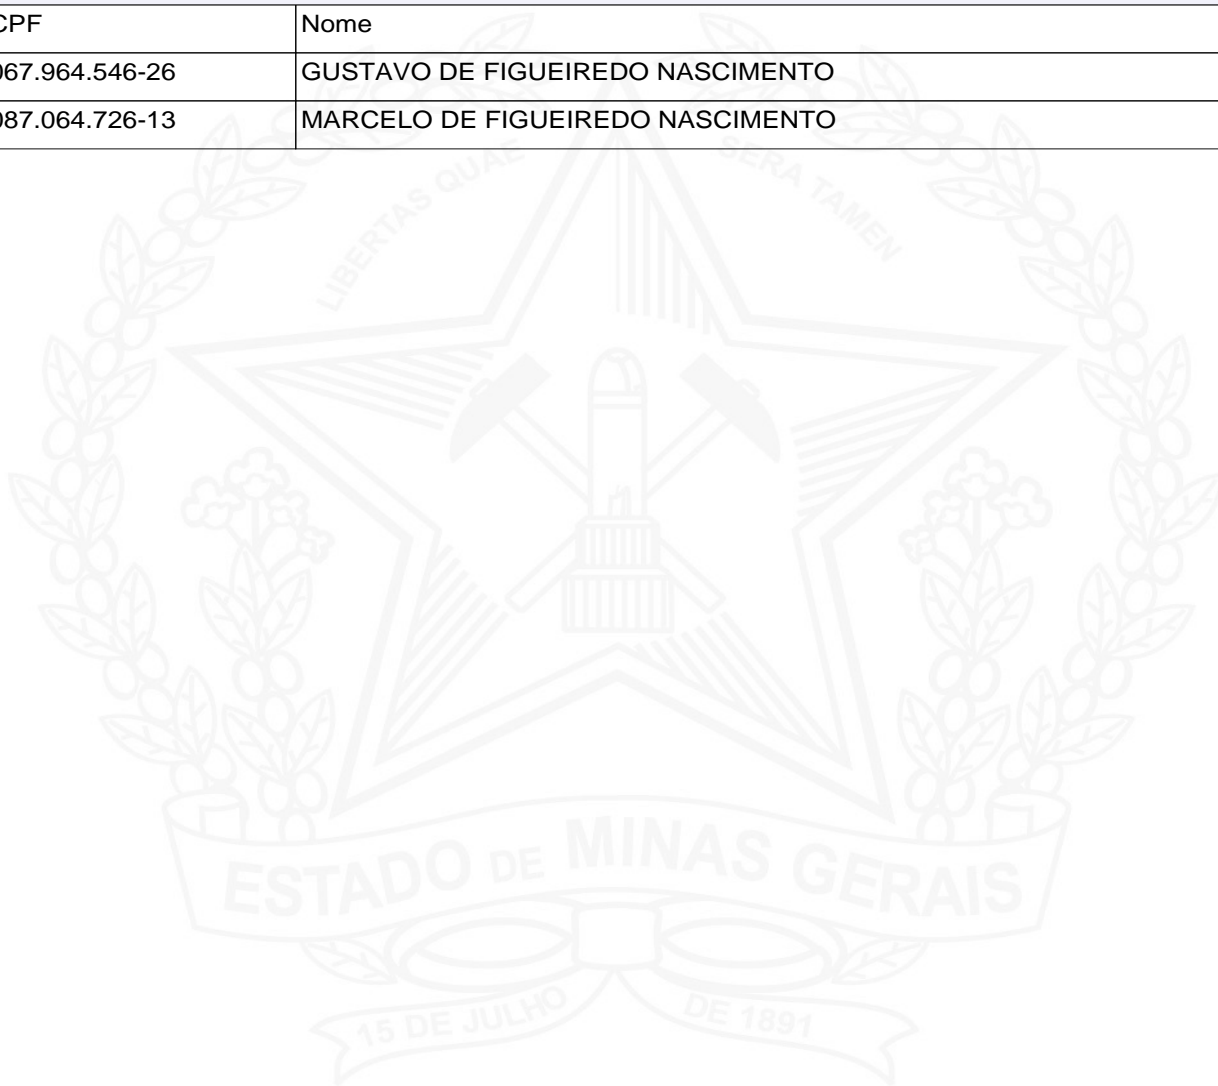 CPF Nome
067.964.546-26 GUSTAVO DE FIGUEIREDO NASCIMENTO
087.064.726-13 MARCELO DE FIGUEIREDO NASCIMENTO
LIBERTAS QUAE SERA TAMEN
ESTADO DE MINAS GERAIS
15 DE JULHO DE 1891